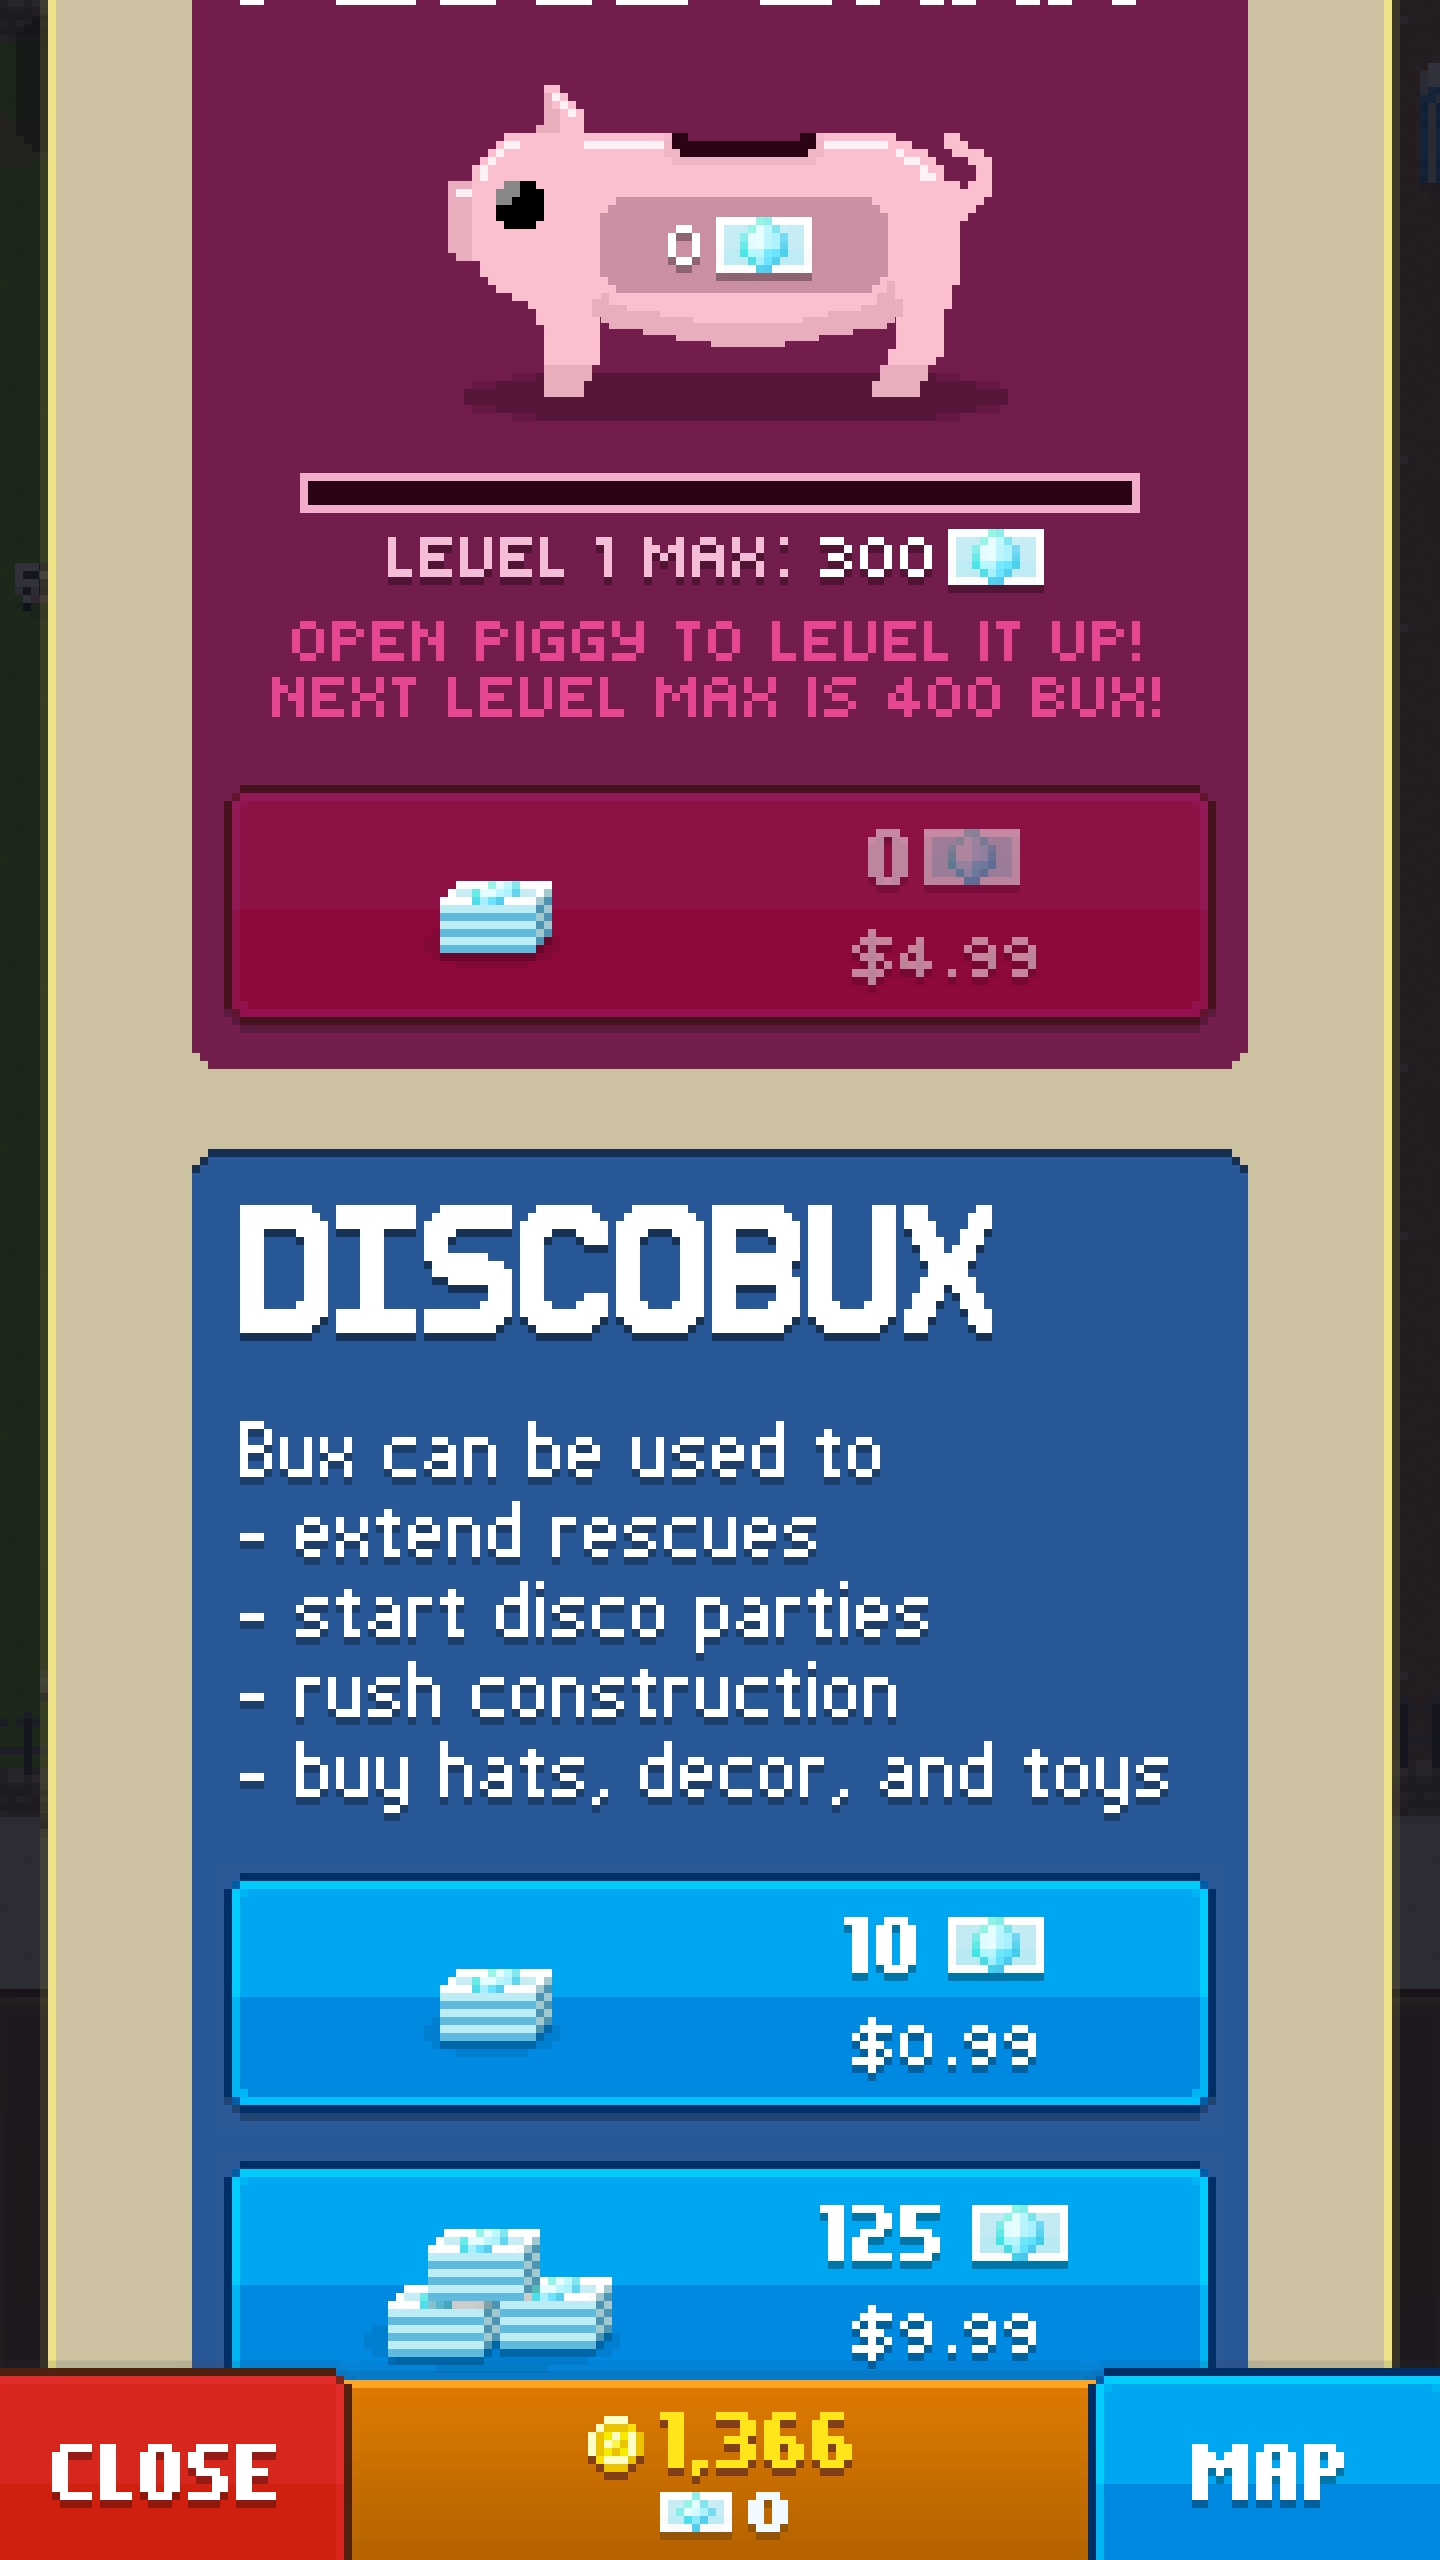 0
LEVEL 1 MAX: 300
OPEN PIGGY TO LEVEL IT UP!
NEXT LEVEL MAX IS 400 BUX!
0
$4.99
DISCOBUX
Bux can be used to
- extend rescues
- start disco parties
- rush construction
- buy hats, decor, and toys
10
$0.99
125
$9.99
CLOSE
1,366
0
MAP